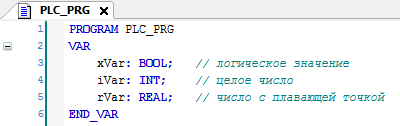 PLC_PRG
1 PROGRAM PLC_PRG
2 VAR
3 xVar: BOOL; // логическое значение
4 iVar: INT; // целое число
5 rVar: REAL; // число с плавающей точкой
6 END_VAR